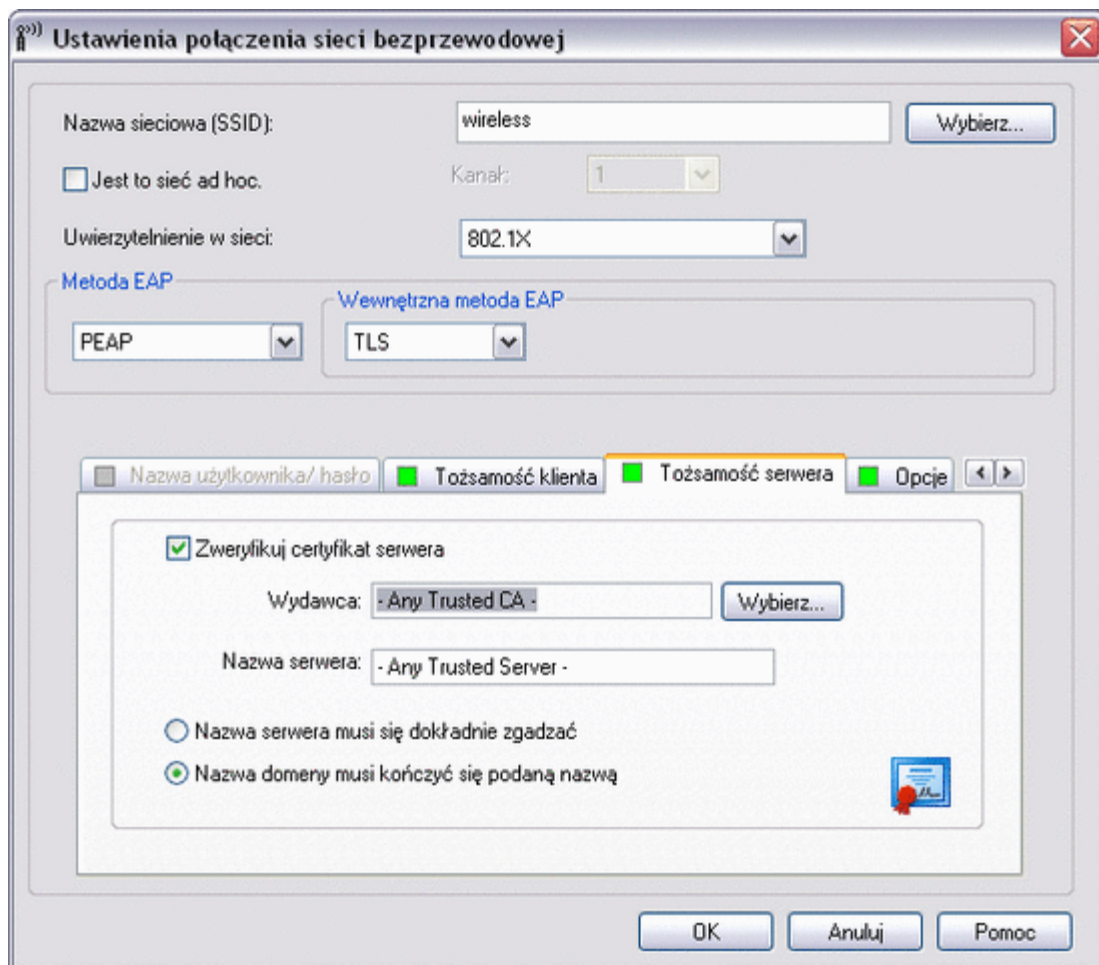 Ustawienia połączenia sieci bezprzewodowej
Nazwa sieciowa (SSID): wireless Wybierz...
Jest to sieć ad hoc. Kanał: 1
Uwierzytelnienie w sieci: 802.1X
Metoda EAP
Wewnętrzna metoda EAP
PEAP TLS
Nazwa użytkownika/ hasło Tożsamość klienta Tożsamość serwera Opcje
Zweryfikuj certyfikat serwera
Wydawca: - Any Trusted CA - Wybierz...
Nazwa serwera: - Any Trusted Server -
Nazwa serwera musi się dokładnie zgadzać
Nazwa domeny musi kończyć się podaną nazwą
OK Anuluj Pomoc